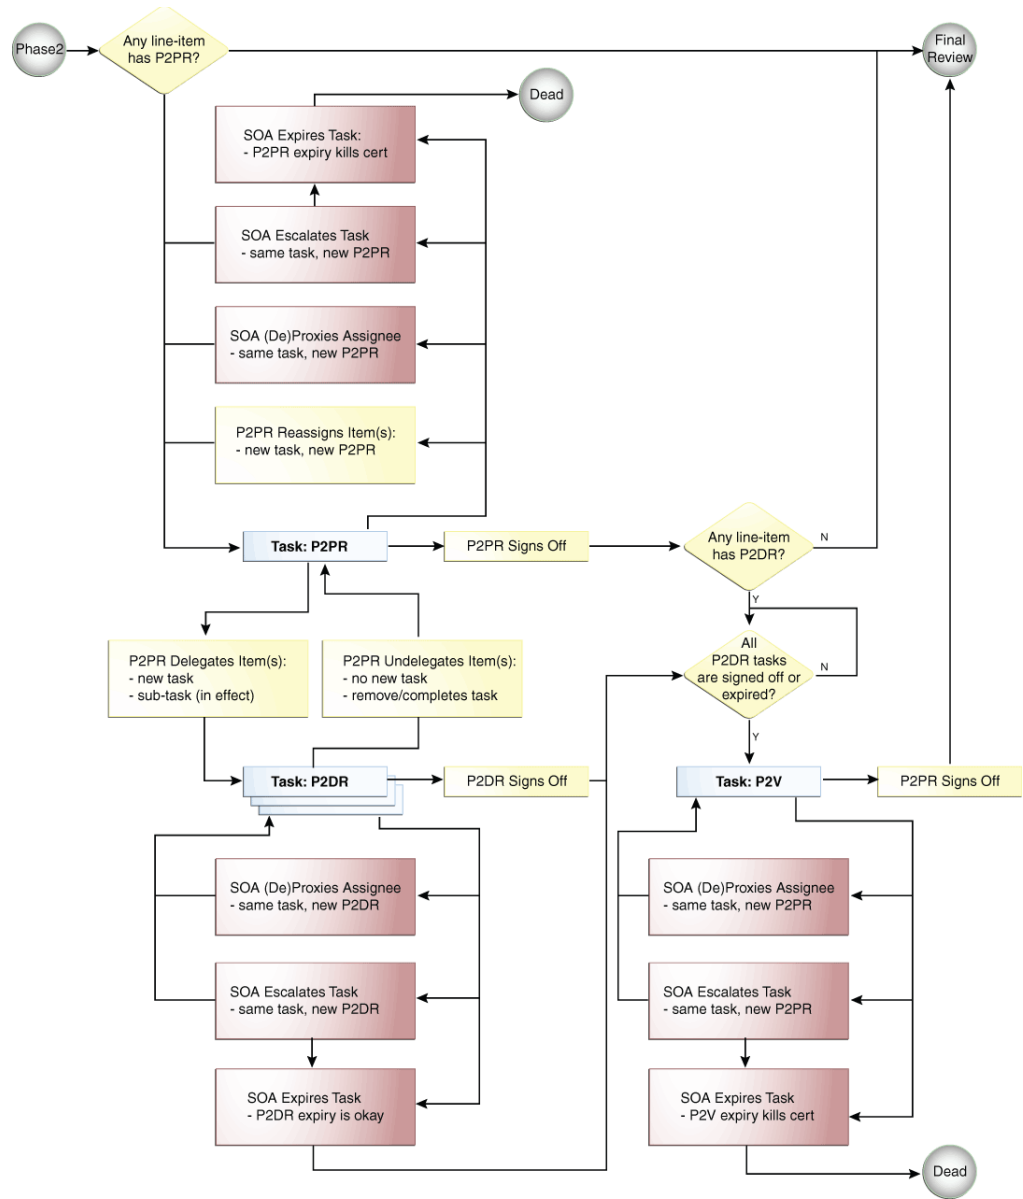 Phase2
Any line-item
has P2PR?
Final
Review
Dead
SOA Expires Task:
- P2PR expiry kills cert
SOA Escalates Task
- same task, new P2PR
SOA (De)Proxies Assignee
- same task, new P2PR
P2PR Reassigns Item(s):
- new task, new P2PR
Task: P2PR
P2PR Signs Off
Any line-item
has P2DR?
N
Y
P2PR Delegates Item(s):
- new task
- sub-task (in effect)
P2PR Undelegates Item(s):
- no new task
- remove/completes task
All
P2DR tasks
are signed off or
expired?
N
Y
Task: P2DR
P2DR Signs Off
Task: P2V
P2PR Signs Off
SOA (De)Proxies Assignee
- same task, new P2DR
SOA (De)Proxies Assignee
- same task, new P2PR
SOA Escalates Task
- same task, new P2DR
SOA Escalates Task
- same task, new P2PR
SOA Expires Task
- P2DR expiry is okay
SOA Expires Task
- P2V expiry kills cert
Dead